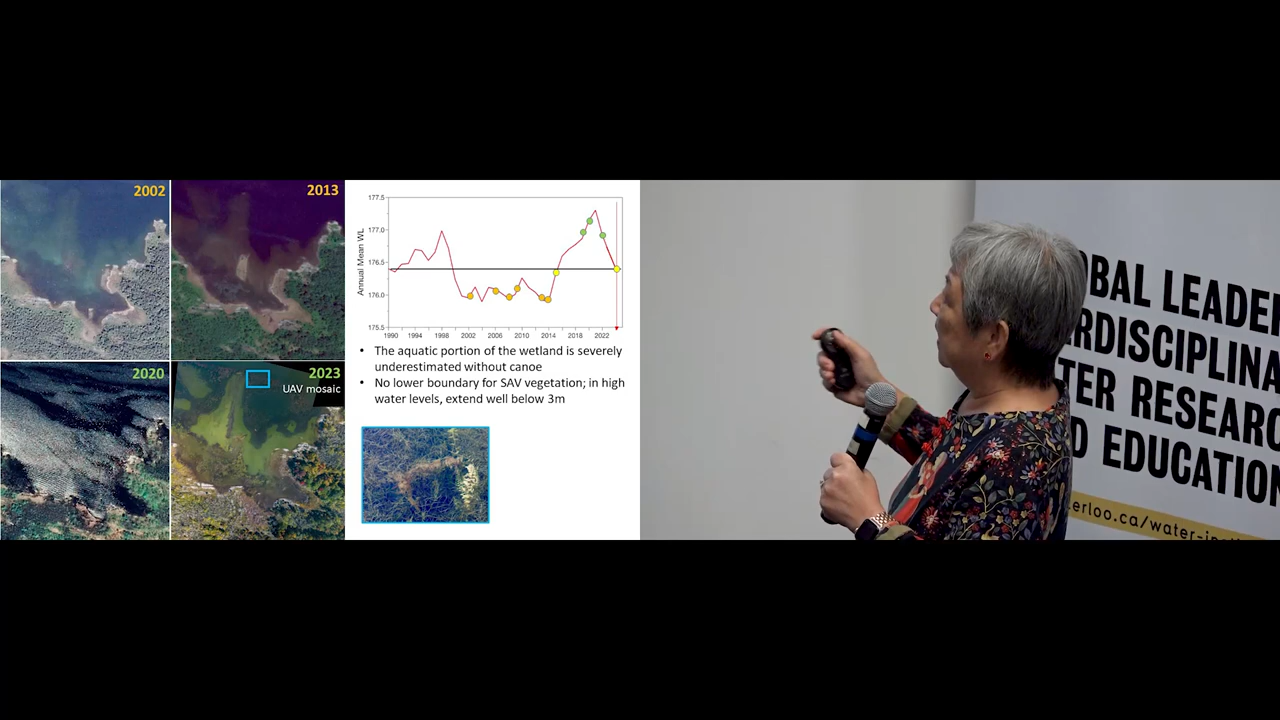 2002
2013
2020
2023
UAV mosaic
Annual Mean WL
177.5
177.0
176.5
176.0
175.5
1990 1994 1998 2002 2006 2010 2014 2018 2022
• The aquatic portion of the wetland is severely
underestimated without canoe
• No lower boundary for SAV vegetation; in high
water levels, extend well below 3m
OBAL LEADE
RDISCIPLINA
TER RESEARC
D EDUCATION
erloo.ca/water-insti